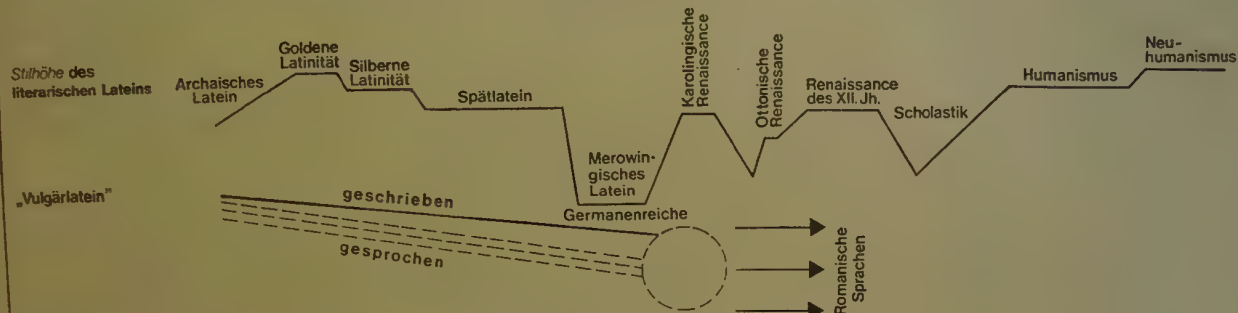 Stilhöhe des
literarischen Lateins
Archaisches
Latein
Goldene
Latinität
Silberne
Latinität
Spätlatein
Merowin-
gisches
Latein
Karolingische
Renaissance
Ottonische
Renaissance
Renaissance
des XII. Jh.
Scholastik
Humanismus
Neu-
humanismus
„Vulgärlatein"
geschrieben
gesprochen
Germanenreiche
Romanische
Sprachen